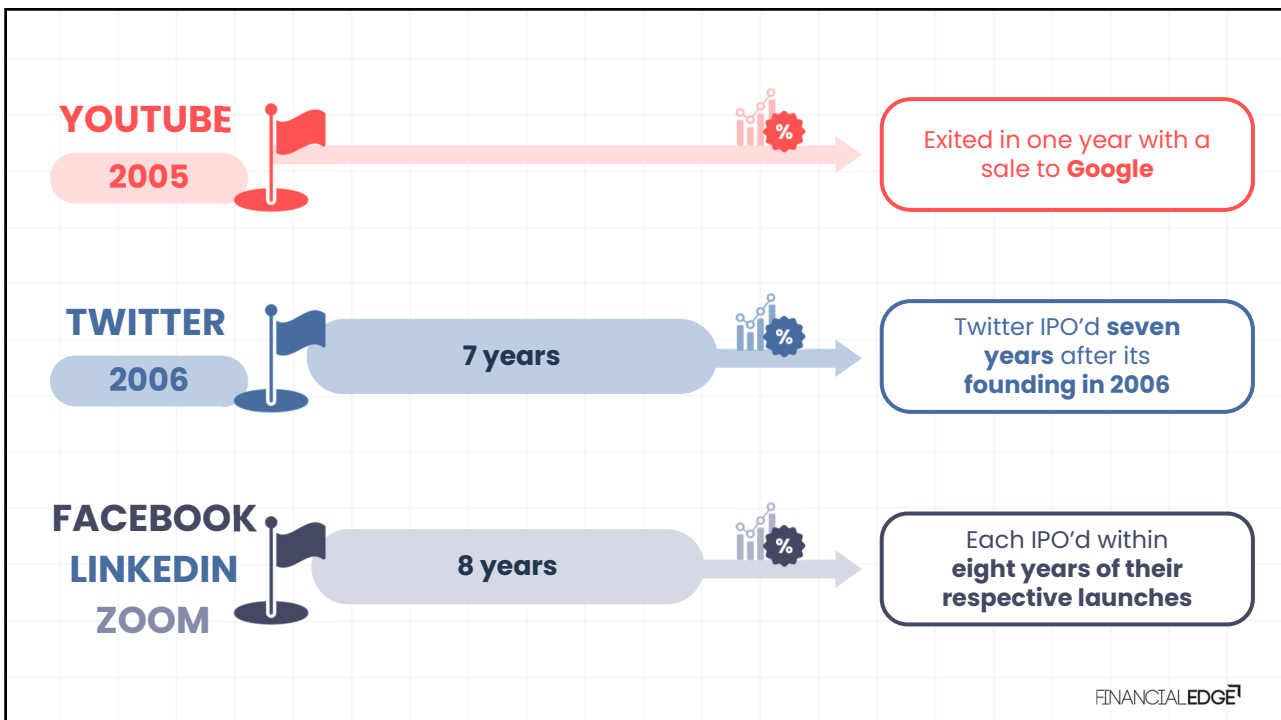 YOUTUBE
2005
%
Exited in one year with a
sale to Google
TWITTER
2006
7 years
%
Twitter IPO’d seven
years after its
founding in 2006
FACEBOOK
LINKEDIN
ZOOM
8 years
%
Each IPO’d within
eight years of their
respective launches
FINANCIALEDGE